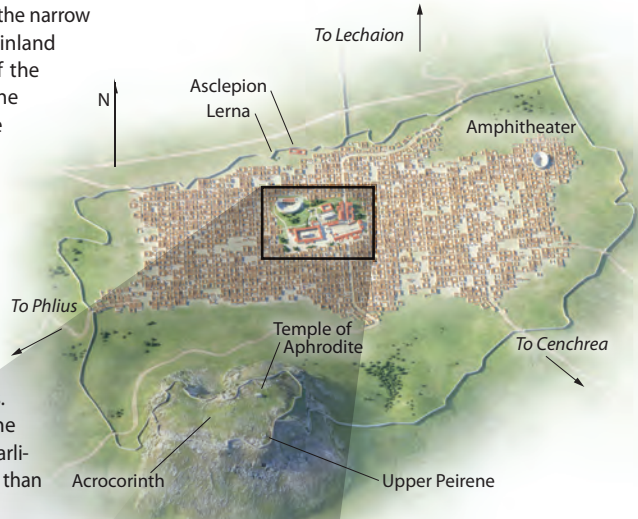 the narrow
inland
f the
ne
e
To Lechaion
N
Asclepion
Lerna
Amphitheater
To Phlius
Temple of
Aphrodite
To Cenchrea
s.
he
arli-
than
Acrocorinth
Upper Peirene